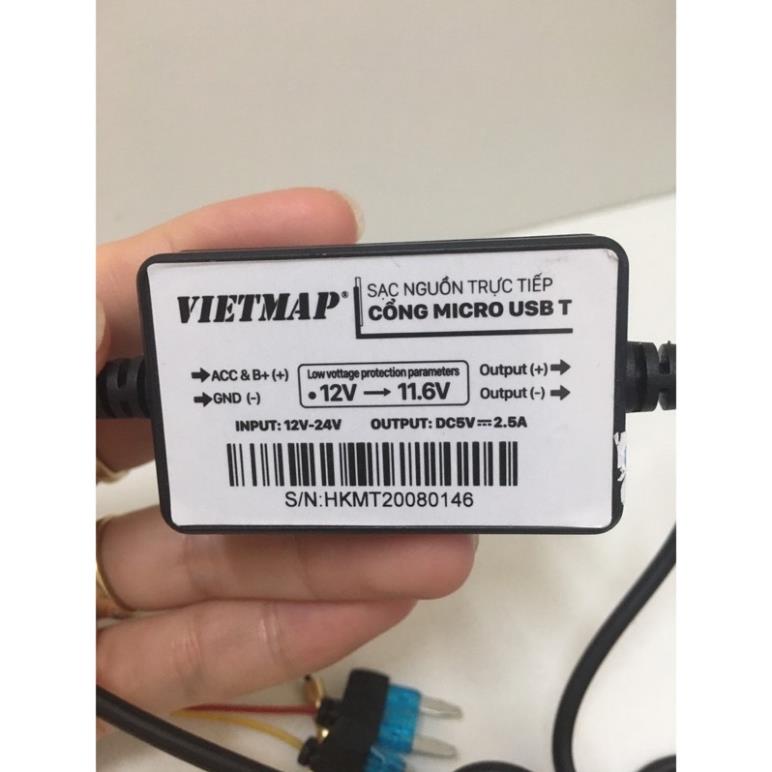 VIETMAP®
SẠC NGUỒN TRỰC TIẾP
CỔNG MICRO USB T
➔ACC & B+ (+)
➔GND (-)
Low vottage protection parameters
• 12V → 11.6V
Output (+) ➔
Output (-) ➔
INPUT: 12V-24V OUTPUT: DC5V⎓2.5A
S/N:HKMT20080146